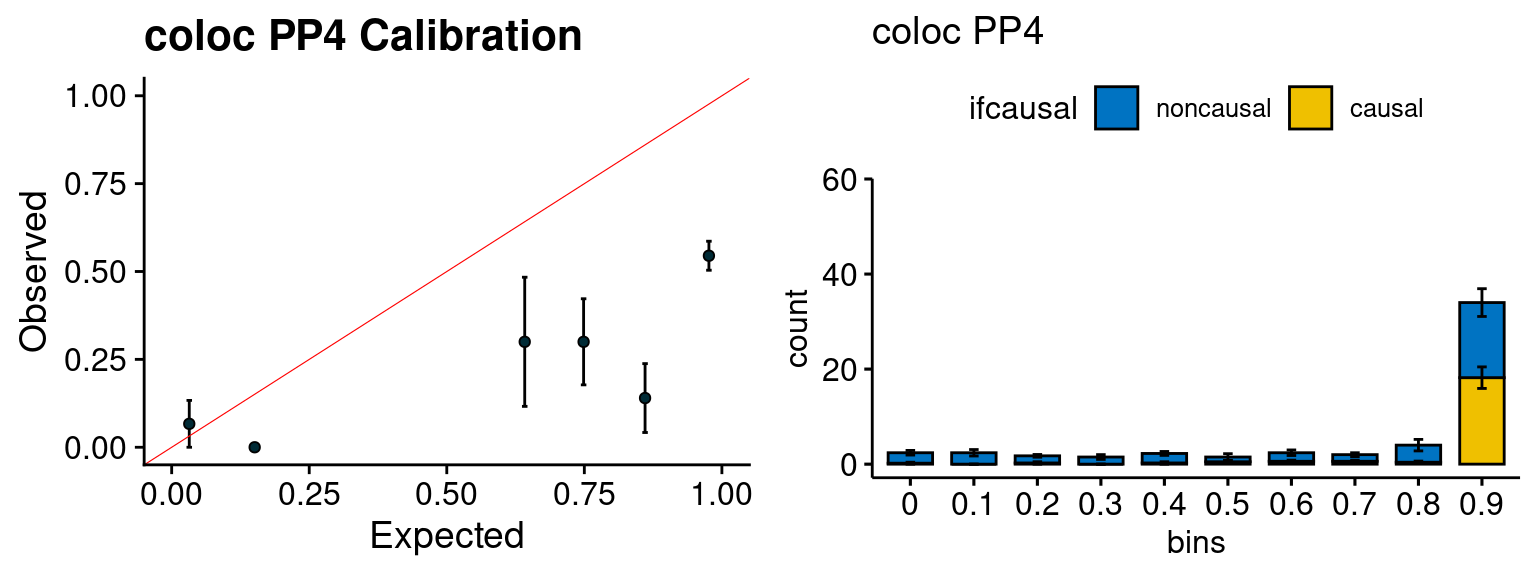 coloc PP4 Calibration
Observed
1.00
0.75
0.50
0.25
0.00
0.00 0.25 0.50 0.75 1.00
Expected
coloc PP4
ifcausal noncausal causal
count
60
40
20
0
0 0.1 0.2 0.3 0.4 0.5 0.6 0.7 0.8 0.9
bins